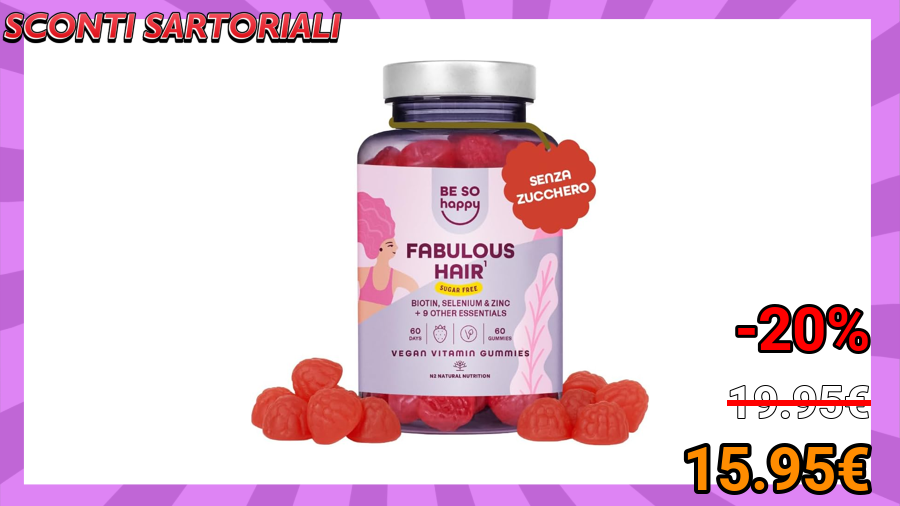 SCONTI SARTORIALI
SENZA
ZUCCHERO
BE SO
happy
FABULOUS
HAIR¹
SUGAR FREE
BIOTIN, SELENIUM & ZINC
+ 9 OTHER ESSENTIALS
60
DAYS
60
GUMMIES
VEGAN VITAMIN GUMMIES
N2 NATURAL NUTRITION
-20%
19.95€
15.95€